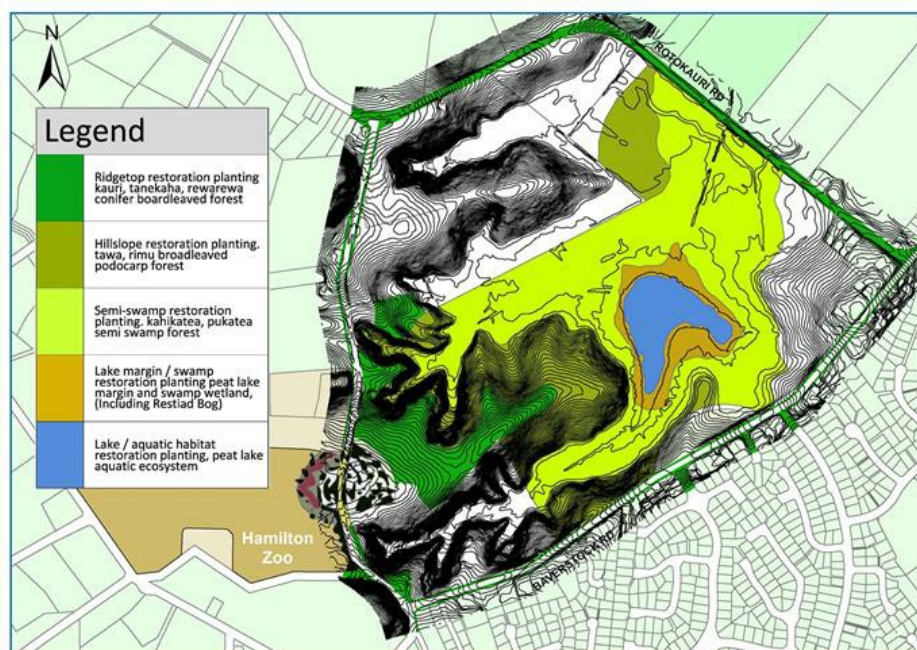 N
Legend
Ridgetop restoration planting
kauri, tanekaha, rewarewa
conifer boardleaved forest
Hillslope restoration planting.
tawa, rimu broadleaved
podocarp forest
Semi-swamp restoration
planting. kahikatea, pukatea
semi swamp forest
Lake margin / swamp
restoration planting peat lake
margin and swamp wetland,
(Including Restiad Bog)
Lake / aquatic habitat
restoration planting, peat lake
aquatic ecosystem
ROTOKAURI RD
Hamilton
Zoo
BAVERSTOCK RD